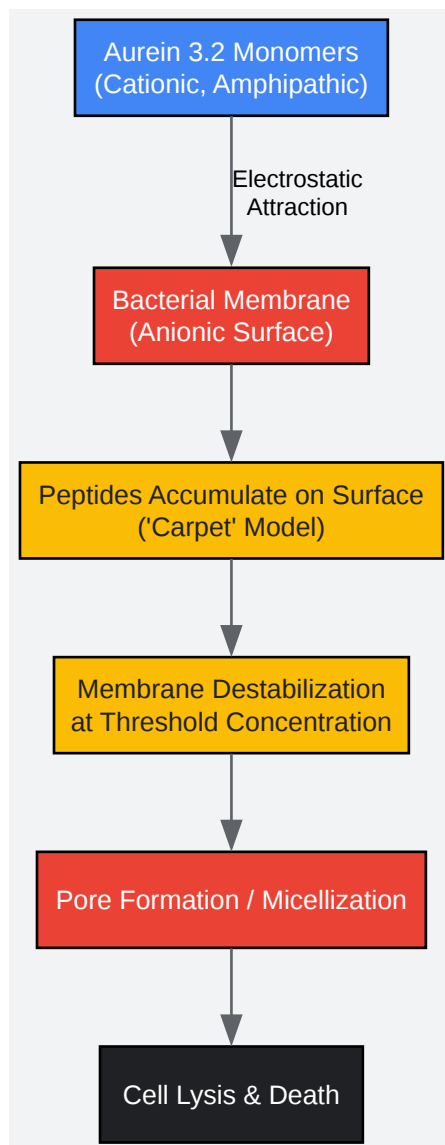 Aurein 3.2 Monomers
(Cationic, Amphipathic)
Electrostatic
Attraction
Bacterial Membrane
(Anionic Surface)
Peptides Accumulate on Surface
('Carpet' Model)
Membrane Destabilization
at Threshold Concentration
Pore Formation / Micellization
Cell Lysis & Death